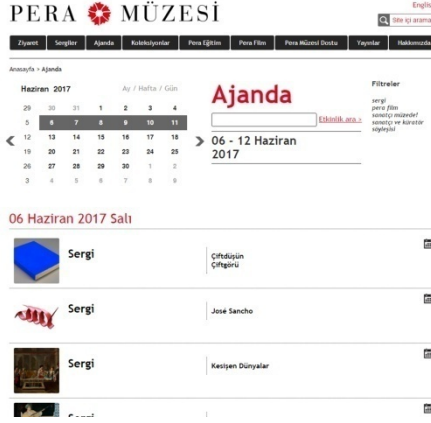 PERA MÜZESİ
English
Site içi arama
Ziyaret Sergiler Ajanda Koleksiyonlar Pera Eğitim Pera Film Pera Müzesi Dostu Yayınlar Hakkımızda
Anasayfa > Ajanda
Haziran 2017 Ay / Hafta / Gün
29 30 31 1 2 3 4
5 6 7 8 9 10 11
12 13 14 15 16 17 18
19 20 21 22 23 24 25
26 27 28 29 30 1 2
3 4 5 6 7 8 9
Ajanda
Etkinlik ara >
06 - 12 Haziran
2017
Filtreler
sergi
pera film
sanatçı müzede!
sanatçı ve küratör
söyleşisi
06 Haziran 2017 Salı
Sergi
Çiftdüşün
Çiftgörü
Sergi
José Sancho
Sergi
Kesişen Dünyalar